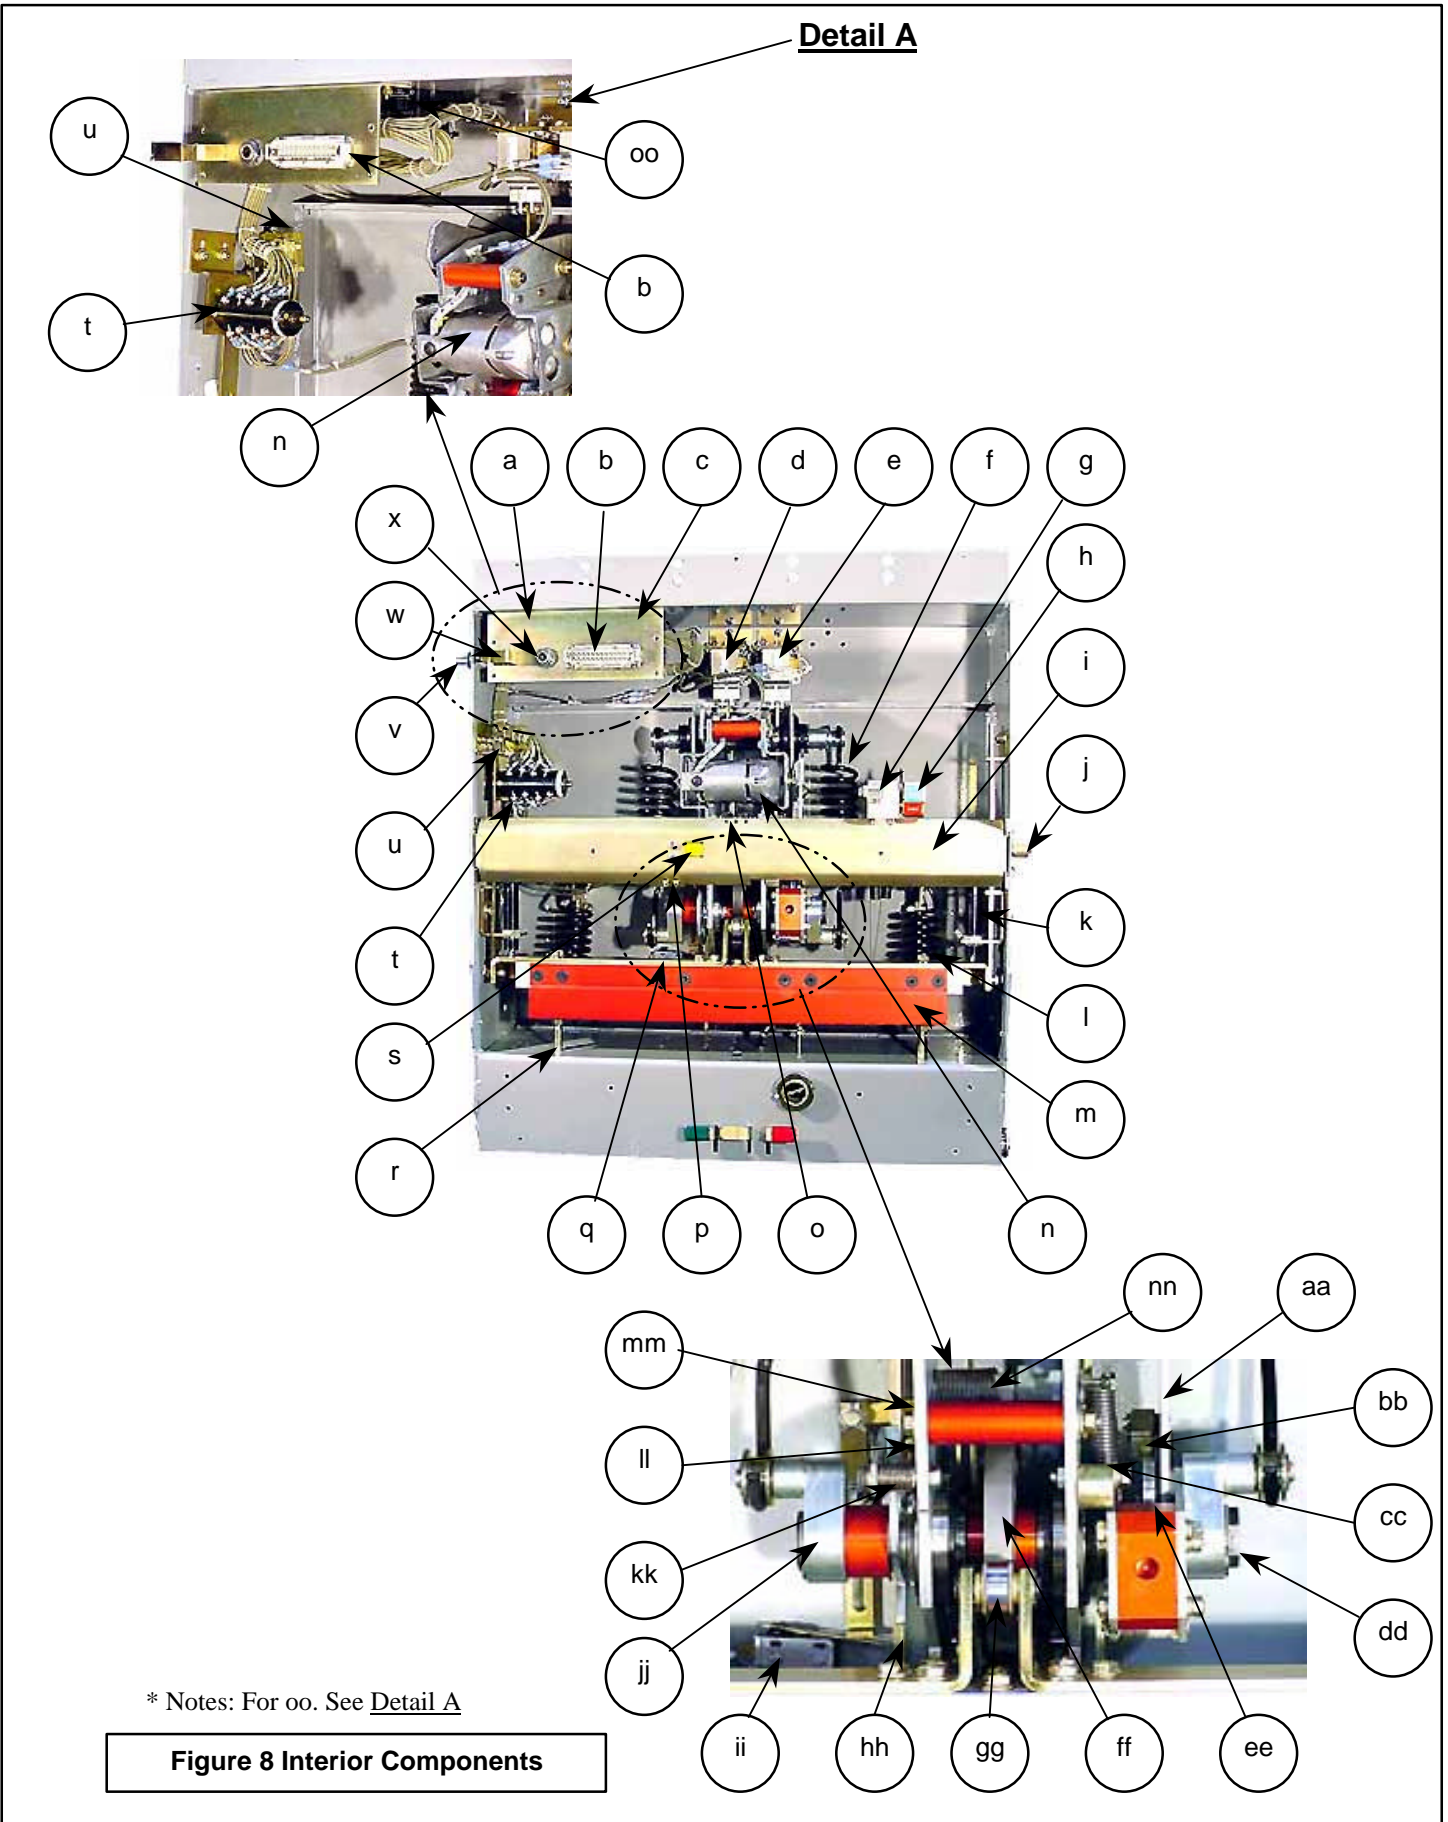 Detail A
u
oo
b
t
n
a
b
c
d
e
f
g
x
h
w
i
v
j
u
k
t
l
s
m
r
q
p
o
n
nn
aa
mm
bb
ll
cc
kk
dd
jj
ii
hh
gg
ff
ee
* Notes: For oo. See Detail A
Figure 8 Interior Components